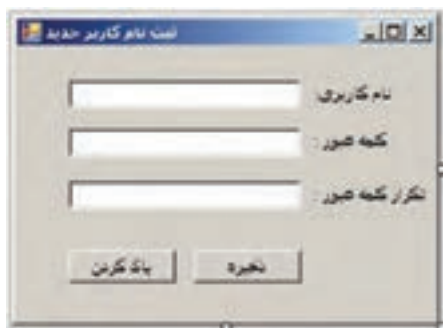 ثبت نام کاربر جدید
نام کاربری:
کلمه عبور :
تکرار کلمه عبور :
ذخیره
پاک کردن